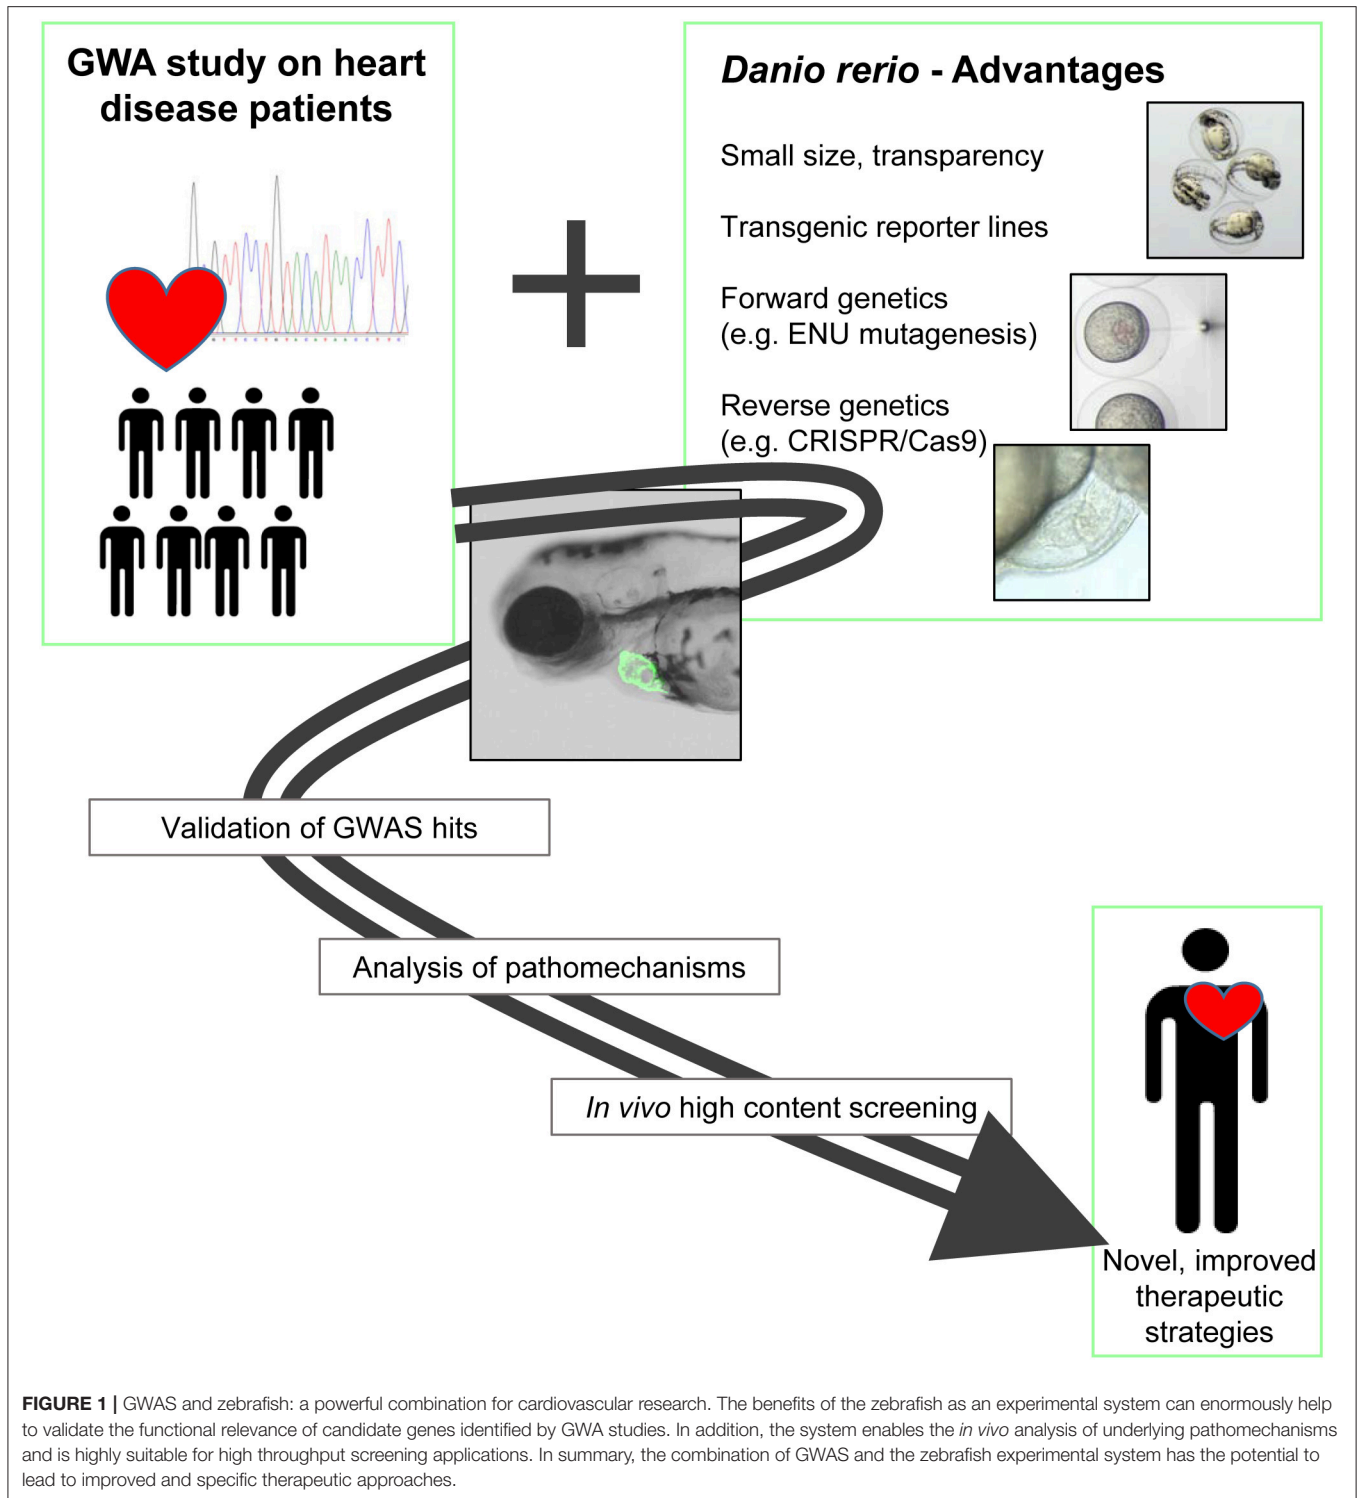 GWA study on heart
disease patients
Danio rerio - Advantages
Small size, transparency
Transgenic reporter lines
Forward genetics
(e.g. ENU mutagenesis)
Reverse genetics
(e.g. CRISPR/Cas9)
Validation of GWAS hits
Analysis of pathomechanisms
In vivo high content screening
Novel, improved
therapeutic
strategies
FIGURE 1 | GWAS and zebrafish: a powerful combination for cardiovascular research. The benefits of the zebrafish as an experimental system can enormously help
to validate the functional relevance of candidate genes identified by GWA studies. In addition, the system enables the in vivo analysis of underlying pathomechanisms
and is highly suitable for high throughput screening applications. In summary, the combination of GWAS and the zebrafish experimental system has the potential to
lead to improved and specific therapeutic approaches.